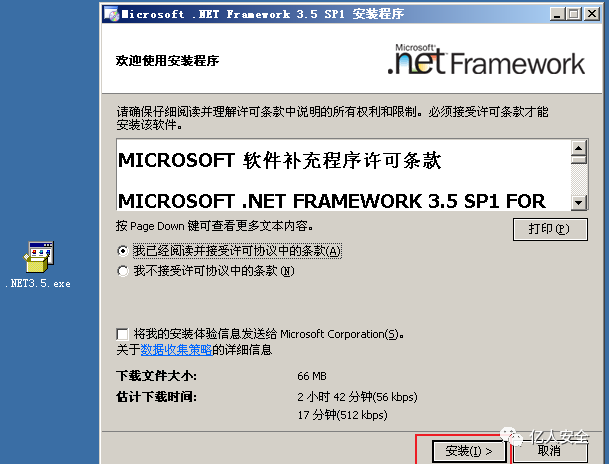 Microsoft .NET Framework 3.5 SP1 安装程序
欢迎使用安装程序
Microsoft®
.net Framework
请确保仔细阅读并理解许可条款中说明的所有权利和限制。必须接受许可条款才能
安装该软件。
MICROSOFT 软件补充程序许可条款
MICROSOFT .NET FRAMEWORK 3.5 SP1 FOR
按 Page Down 键可查看更多文本内容。
打印(P)
我已经阅读并接受许可协议中的条款(A)
我不接受许可协议中的条款(N)
.NET3.5.exe
将我的安装体验信息发送给 Microsoft Corporation(S)。
关于数据收集策略的详细信息
下载文件大小: 66 MB
估计下载时间: 2 小时 42 分钟(56 kbps)
17 分钟(512 kbps)
安装(I) > 取消
亿人安全